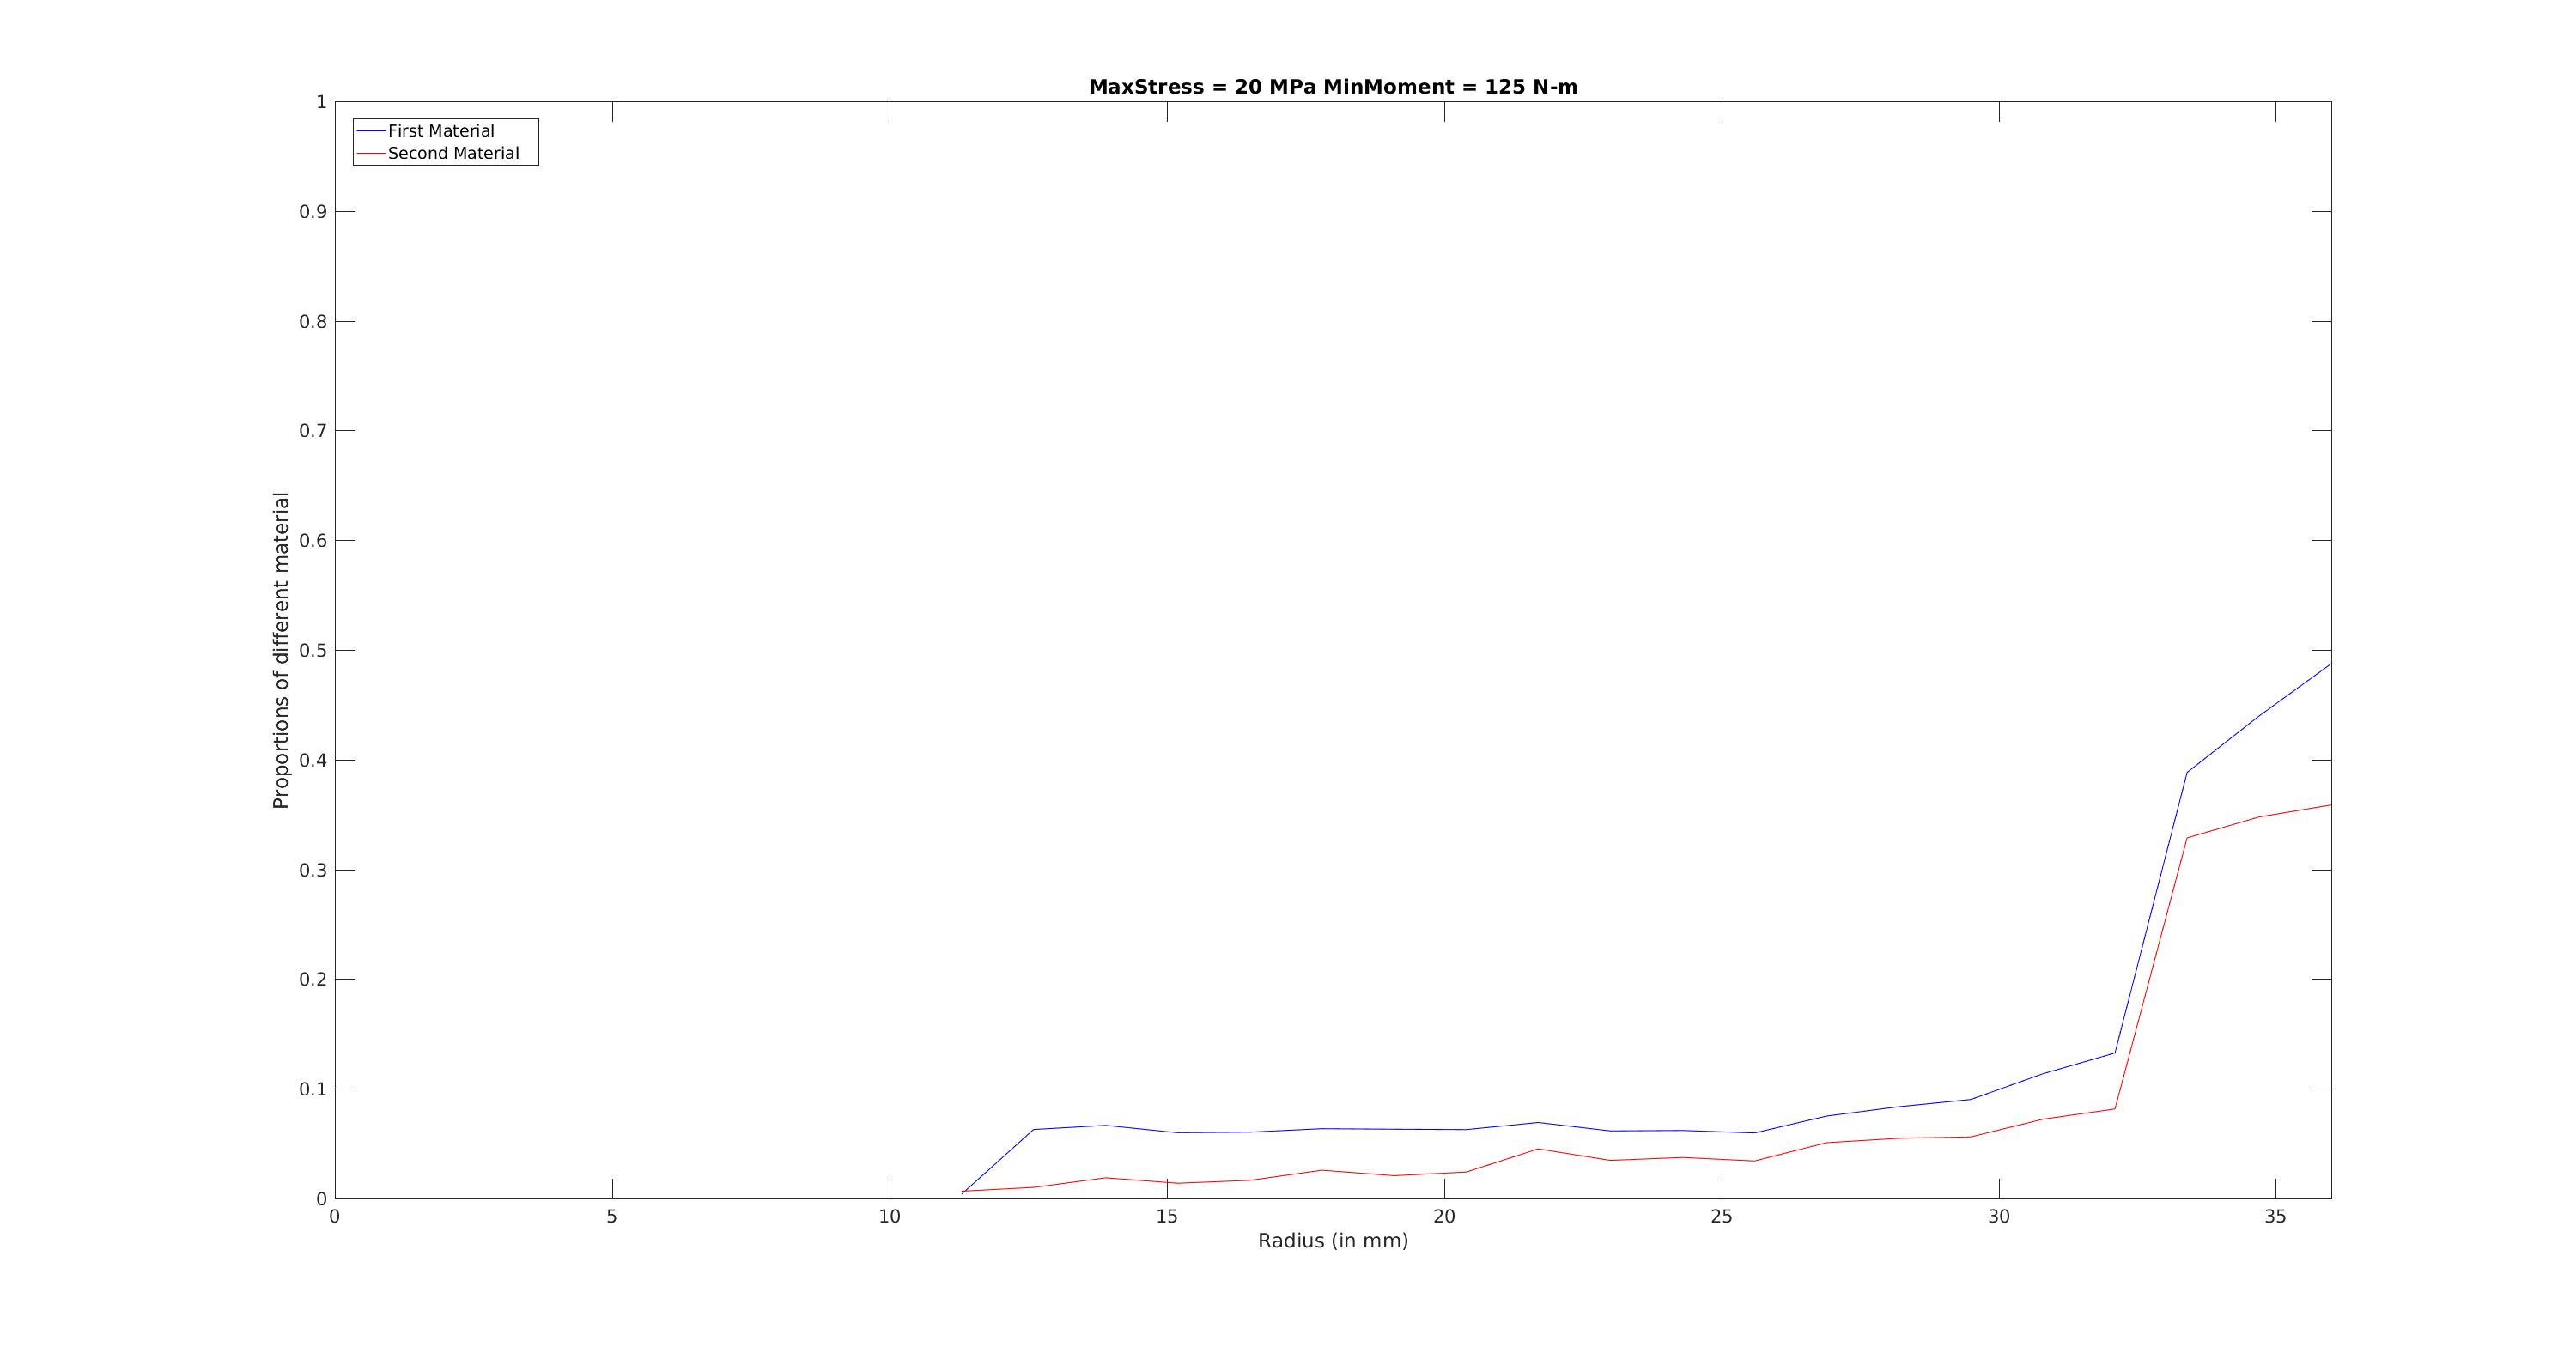 MaxStress = 20 MPa MinMoment = 125 N-m
First Material
Second Material
Proportions of different material
1
0.9
0.8
0.7
0.6
0.5
0.4
0.3
0.2
0.1
0
0 5 10 15 20 25 30 35
Radius (in mm)